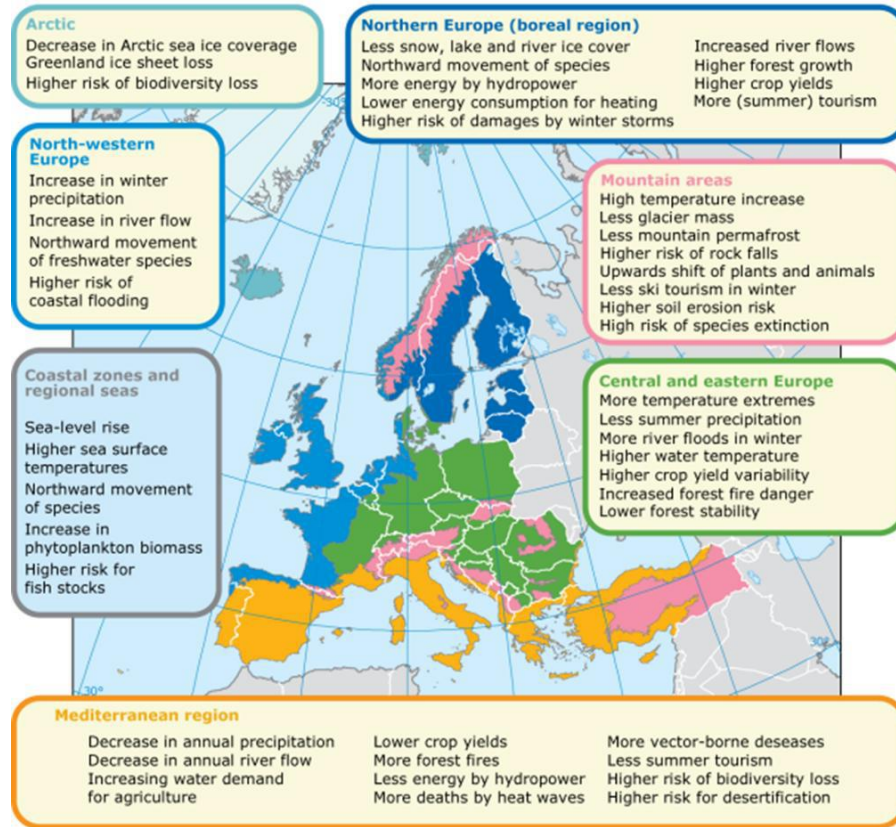 Arctic
Decrease in Arctic sea ice coverage
Greenland ice sheet loss
Higher risk of biodiversity loss
Northern Europe (boreal region)
Less snow, lake and river ice cover
Northward movement of species
More energy by hydropower
Lower energy consumption for heating
Higher risk of damages by winter storms
Increased river flows
Higher forest growth
Higher crop yields
More (summer) tourism
-30°
North-western
Europe
Increase in winter
precipitation
Increase in river flow
Northward movement
of freshwater species
Higher risk of
coastal flooding
Mountain areas
High temperature increase
Less glacier mass
Less mountain permafrost
Higher risk of rock falls
Upwards shift of plants and animals
Less ski tourism in winter
Higher soil erosion risk
High risk of species extinction
Coastal zones and
regional seas
Sea-level rise
Higher sea surface
temperatures
Northward movement
of species
Increase in
phytoplankton biomass
Higher risk for
fish stocks
Central and eastern Europe
More temperature extremes
Less summer precipitation
More river floods in winter
Higher water temperature
Higher crop yield variability
Increased forest fire danger
Lower forest stability
30°
-30°
Mediterranean region
Decrease in annual precipitation
Decrease in annual river flow
Increasing water demand
for agriculture
Lower crop yields
More forest fires
Less energy by hydropower
More deaths by heat waves
More vector-borne deseases
Less summer tourism
Higher risk of biodiversity loss
Higher risk for desertification